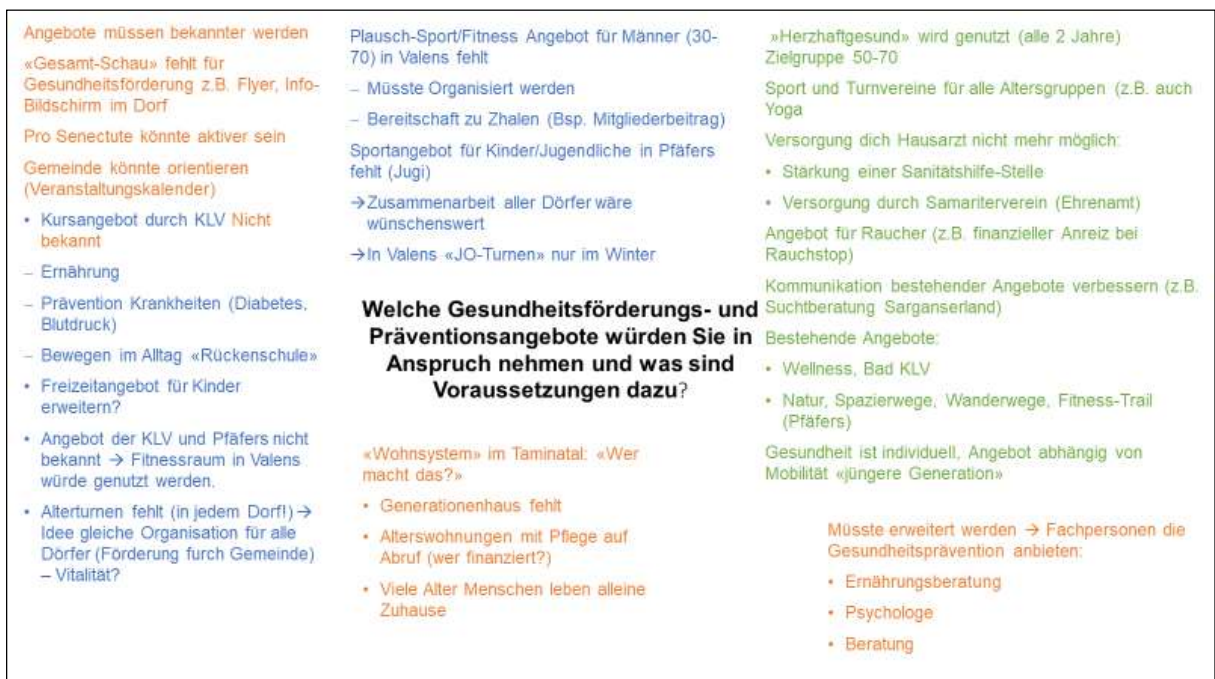 Angebote müssen bekannter werden
«Gesamt-Schau» fehlt für
Gesundheitsförderung z.B. Flyer, Info-
Bildschirm im Dorf
Pro Senectute könnte aktiver sein
Gemeinde könnte orientieren
(Veranstaltungskalender)
• Kursangebot durch KLV Nicht
bekannt
– Ernährung
– Prävention Krankheiten (Diabetes,
Blutdruck)
– Bewegen im Alltag «Rückenschule»
• Freizeitangebot für Kinder
erweitern?
• Angebot der KLV und Pfäfers nicht
bekannt → Fitnessraum in Valens
würde genutzt werden.
• Alterturnen fehlt (in jedem Dorf!) →
Idee gleiche Organisation für alle
Dörfer (Förderung furch Gemeinde)
– Vitalität?
Plausch-Sport/Fitness Angebot für Männer (30-
70) in Valens fehlt
– Müsste Organisiert werden
– Bereitschaft zu Zhalen (Bsp. Mitgliederbeitrag)
Sportangebot für Kinder/Jugendliche in Pfäfers
fehlt (Jugi)
→Zusammenarbeit aller Dörfer wäre
wünschenswert
→In Valens «JO-Turnen» nur im Winter
Welche Gesundheitsförderungs- und
Präventionsangebote würden Sie in
Anspruch nehmen und was sind
Voraussetzungen dazu?
«Wohnsystem» im Taminatal: «Wer
macht das?»
• Generationenhaus fehlt
• Alterswohnungen mit Pflege auf
Abruf (wer finanziert?)
• Viele Alter Menschen leben alleine
Zuhause
»Herzhaftgesund» wird genutzt (alle 2 Jahre)
Zielgruppe 50-70
Sport und Turnvereine für alle Altersgruppen (z.B. auch
Yoga
Versorgung dich Hausarzt nicht mehr möglich:
• Stärkung einer Sanitätshilfe-Stelle
• Versorgung durch Samariterverein (Ehrenamt)
Angebot für Raucher (z.B. finanzieller Anreiz bei
Rauchstop)
Kommunikation bestehender Angebote verbessern (z.B.
Suchtberatung Sarganserland)
Bestehende Angebote:
• Wellness, Bad KLV
• Natur, Spazierwege, Wanderwege, Fitness-Trail
(Pfäfers)
Gesundheit ist individuell, Angebot abhängig von
Mobilität «jüngere Generation»
Müsste erweitert werden → Fachpersonen die
Gesundheitsprävention anbieten:
• Ernährungsberatung
• Psychologe
• Beratung